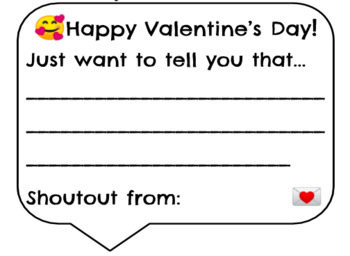 Happy Valentine's Day!
Just want to tell you that...
Shoutout from: